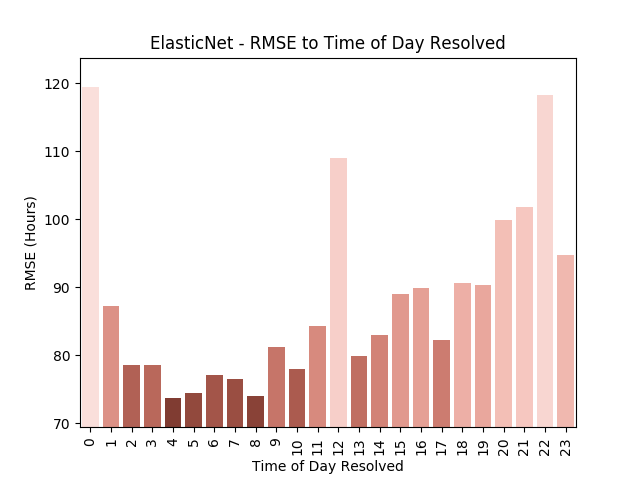 ElasticNet - RMSE to Time of Day Resolved
120
110
100
90
80
70
RMSE (Hours)
0 1 2 3 4 5 6 7 8 9 10 11 12 13 14 15 16 17 18 19 20 21 22 23
Time of Day Resolved